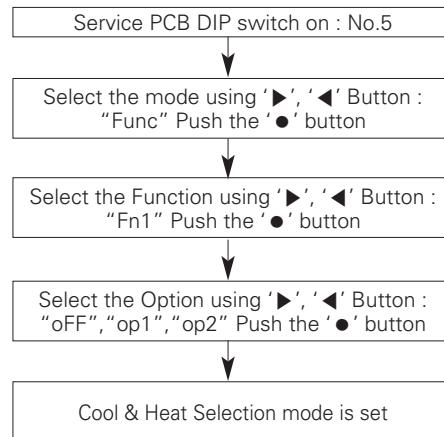 Service PCB DIP switch on : No.5
Select the mode using ‘▶’, ‘◀’ Button :
“Func” Push the ‘●’ button
Select the Function using ‘▶’, ‘◀’ Button :
“Fn1” Push the ‘●’ button
Select the Option using ‘▶’, ‘◀’ Button :
“oFF”,“op1”,“op2” Push the ‘●’ button
Cool & Heat Selection mode is set